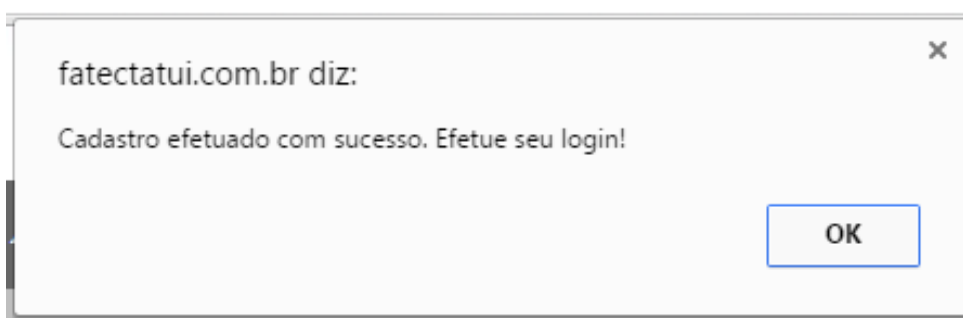 fatectatui.com.br diz:
Cadastro efetuado com sucesso. Efetue seu login!
OK